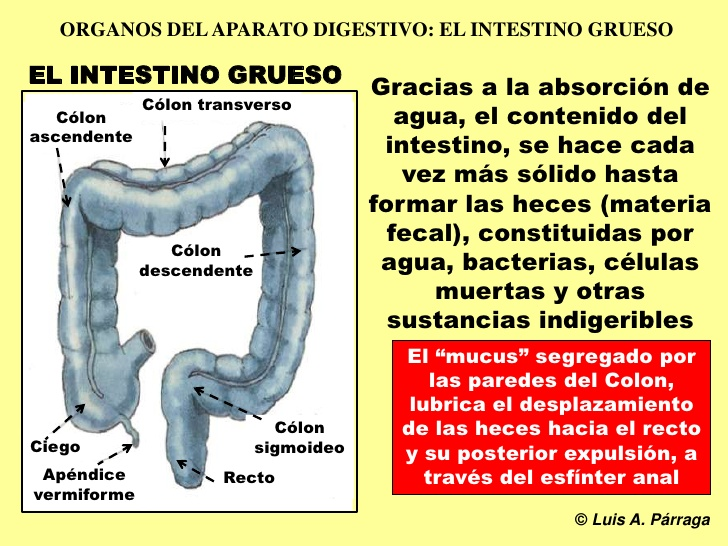 ORGANOS DEL APARATO DIGESTIVO: EL INTESTINO GRUESO
EL INTESTINO GRUESO
Cólon transverso
Cólon
ascendente
Cólon
descendente
Cólon
sigmoideo
Ciego
Apéndice
vermiforme
Recto
Gracias a la absorción de
agua, el contenido del
intestino, se hace cada
vez más sólido hasta
formar las heces (materia
fecal), constituidas por
agua, bacterias, células
muertas y otras
sustancias indigeribles
El “mucus” segregado por
las paredes del Colon,
lubrica el desplazamiento
de las heces hacia el recto
y su posterior expulsión, a
través del esfínter anal
© Luis A. Párraga